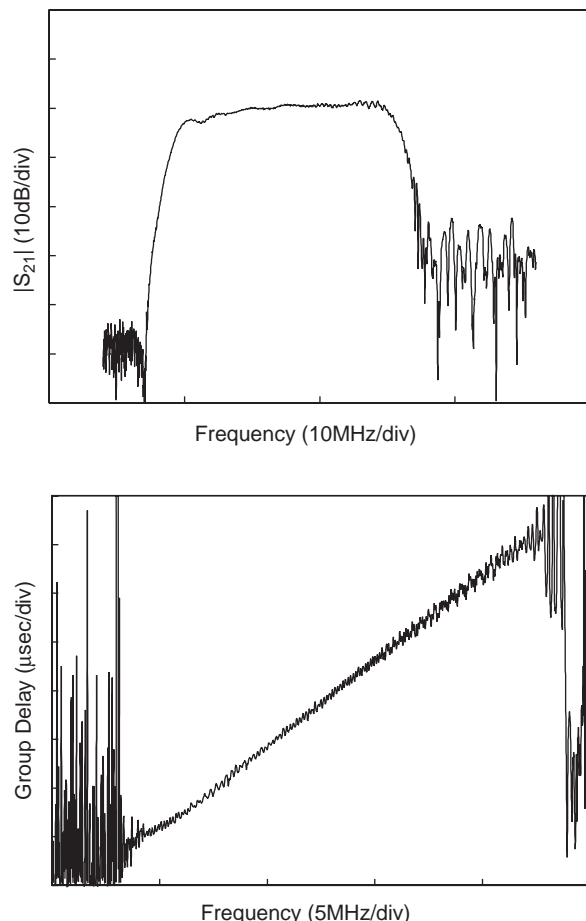 |S21| (10dB/div)
Frequency (10MHz/div)
Group Delay (μsec/div)
Frequency (5MHz/div)